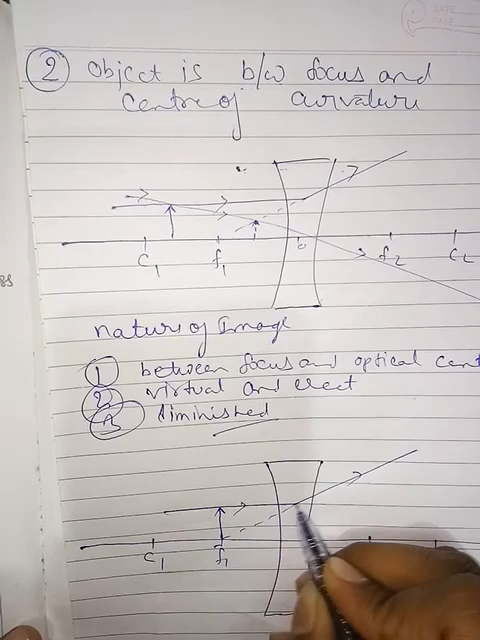 2 object is b/w focus and
centre of curvature
C1 f1 o f2 C2
nature of Image
1 between focus and optical cent
2 virtual and erect
3 diminished
C1 f1